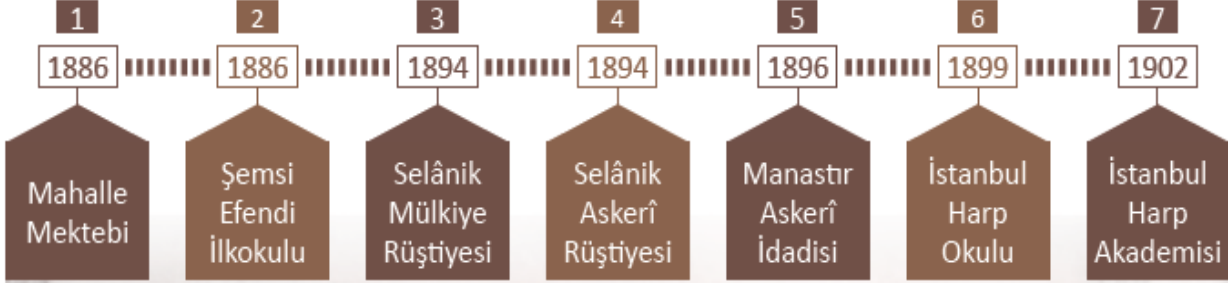 1 2 3 4 5 6 7
1886 1886 1894 1894 1896 1899 1902
Mahalle
Mektebi
Şemsi
Efendi
İlkokulu
Selânik
Mülkiye
Rüştiyesi
Selânik
Askerî
Rüştiyesi
Manastır
Askerî
İdadisi
İstanbul
Harp
Okulu
İstanbul
Harp
Akademisi